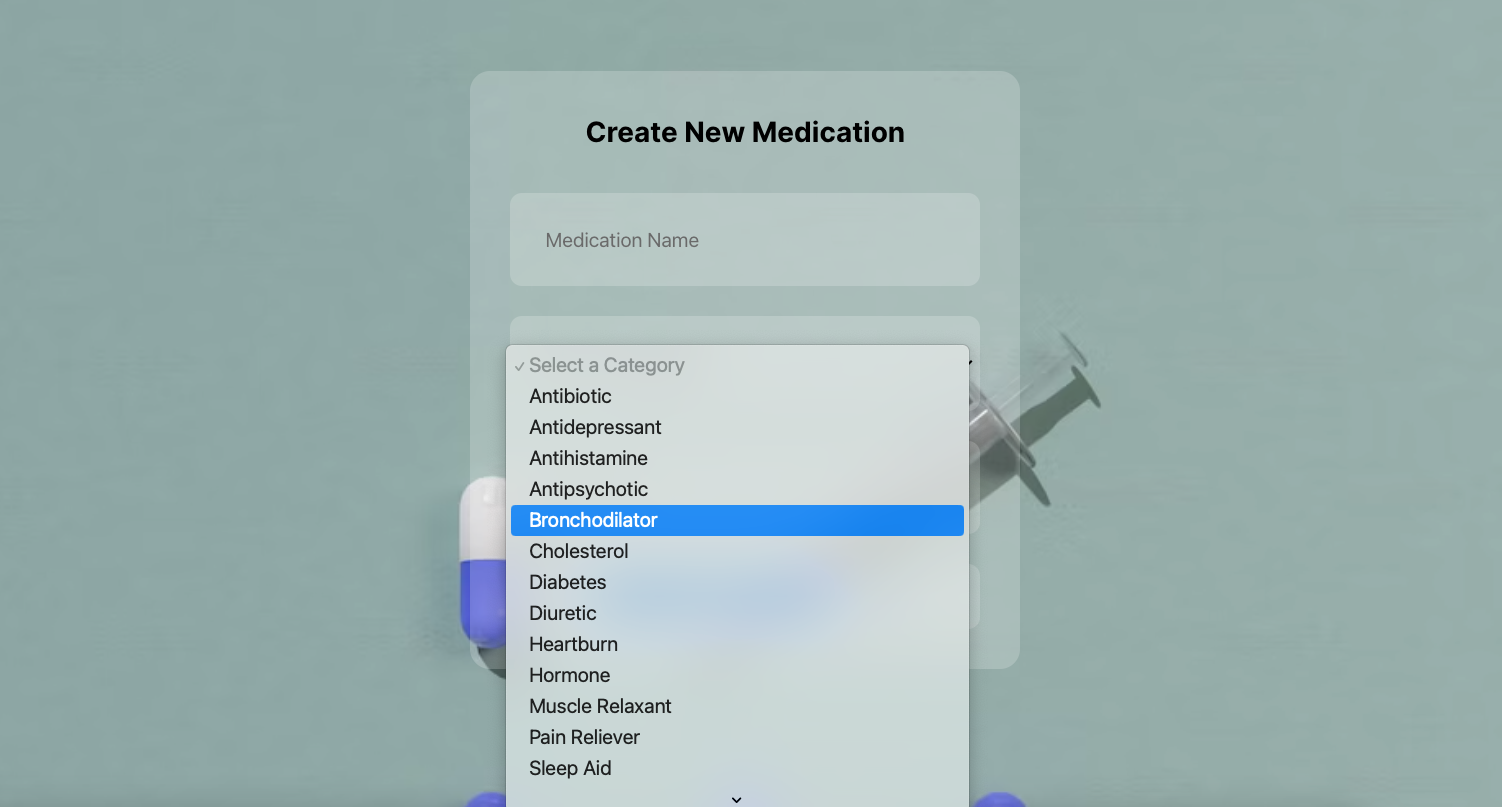 Create New Medication
Medication Name
✓ Select a Category
Antibiotic
Antidepressant
Antihistamine
Antipsychotic
Bronchodilator
Cholesterol
Diabetes
Diuretic
Heartburn
Hormone
Muscle Relaxant
Pain Reliever
Sleep Aid